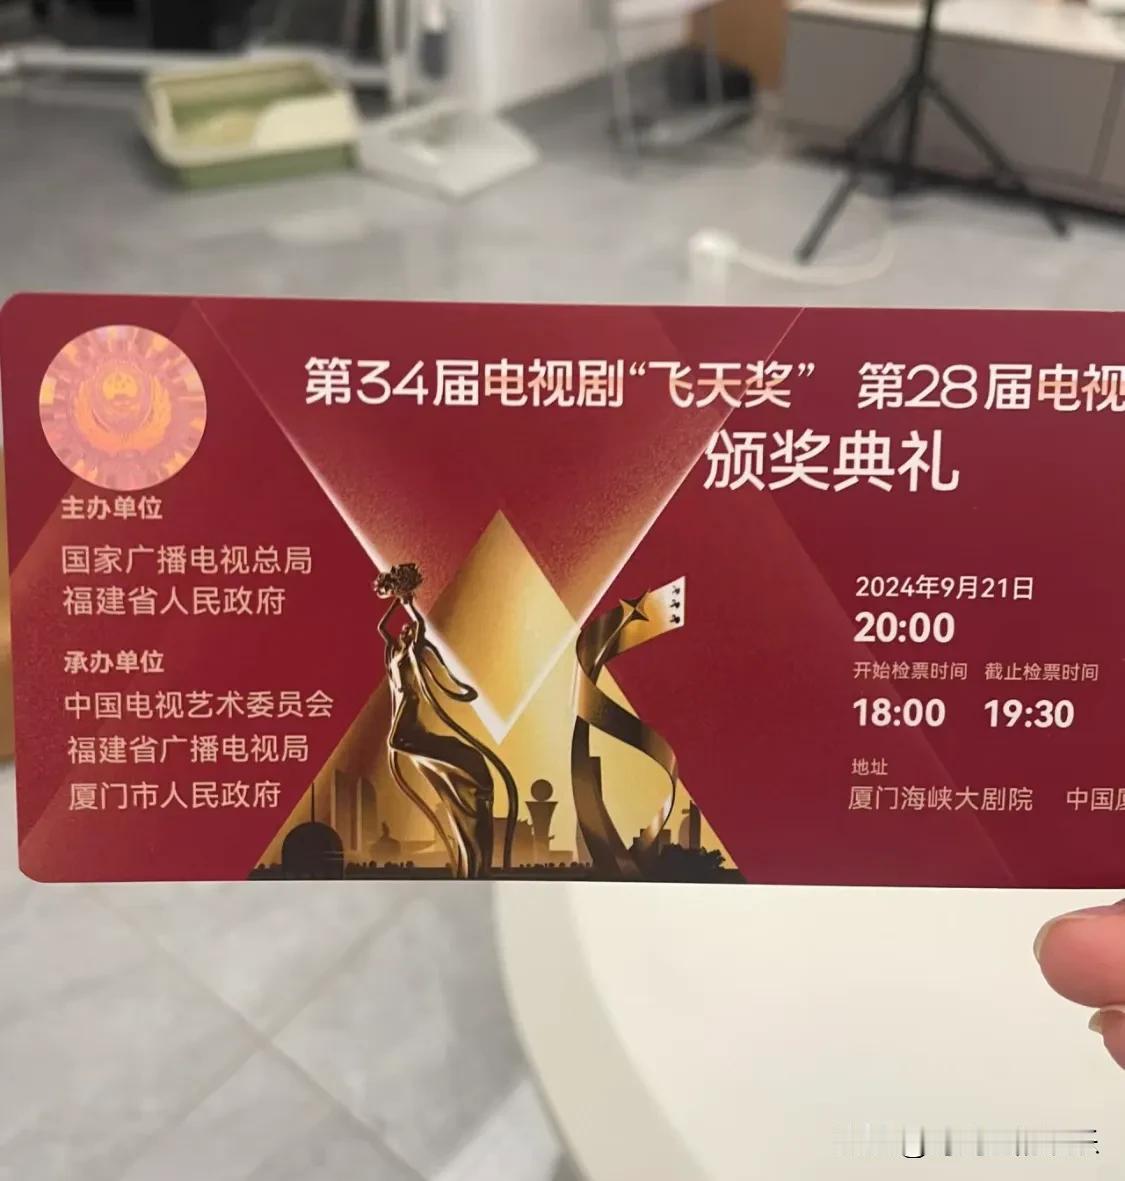 第34届电视剧“飞天奖” 第28届电视
颁奖典礼
主办单位
国家广播电视总局
福建省人民政府
承办单位
中国电视艺术委员会
福建省广播电视局
厦门市人民政府
2024年9月21日
20:00
开始检票时间 截止检票时间
18:00 19:30
地址
厦门海峡大剧院 中国厦